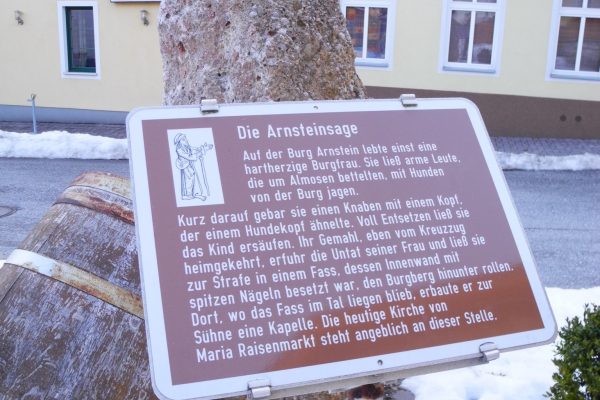 Die Arnsteinsage
Auf der Burg Arnstein lebte einst eine
hartherzige Burgfrau. Sie ließ arme Leute,
die um Almosen bettelten, mit Hunden
von der Burg jagen.
Kurz darauf gebar sie einen Knaben mit einem Kopf,
der einem Hundekopf ähnelte. Voll Entsetzen ließ sie
das Kind ersäufen. Ihr Gemahl, eben vom Kreuzzug
heimgekehrt, erfuhr die Untat seiner Frau und ließ sie
zur Strafe in einem Fass, dessen Innenwand mit
spitzen Nägeln besetzt war, den Burgberg hinunter rollen.
Dort, wo das Fass im Tal liegen blieb, erbaute er zur
Sühne eine Kapelle. Die heutige Kirche von
Maria Raisenmarkt steht angeblich an dieser Stelle.